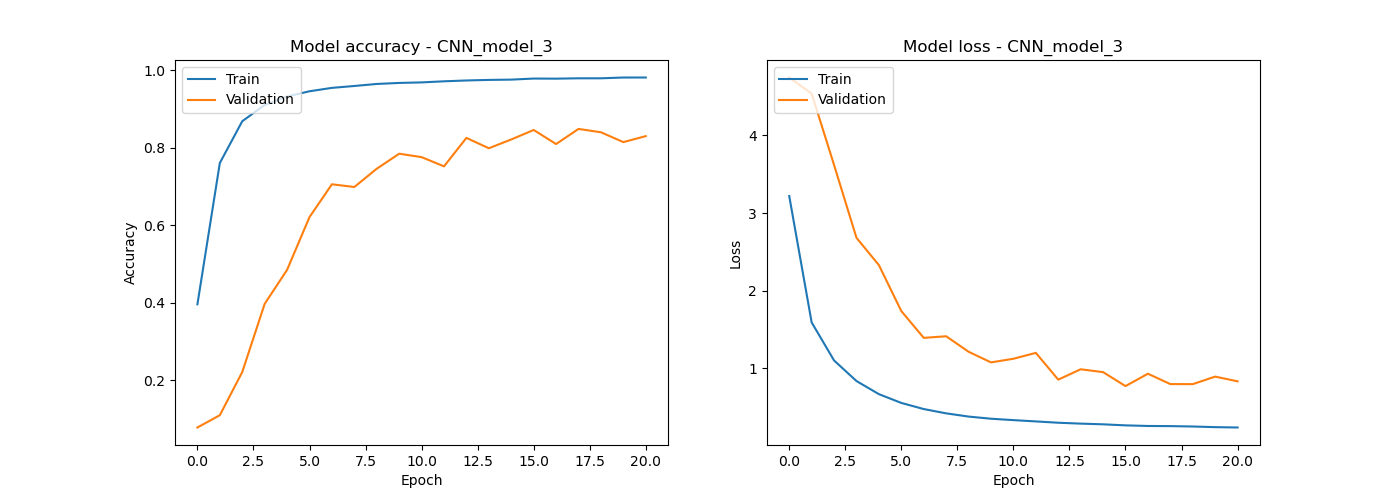 Model accuracy - CNN_model_3
Train
Validation
1.0
0.8
0.6
0.4
0.2
Accuracy
0.0 2.5 5.0 7.5 10.0 12.5 15.0 17.5 20.0
Epoch
Model loss - CNN_model_3
Train
Validation
4
3
2
1
Loss
0.0 2.5 5.0 7.5 10.0 12.5 15.0 17.5 20.0
Epoch